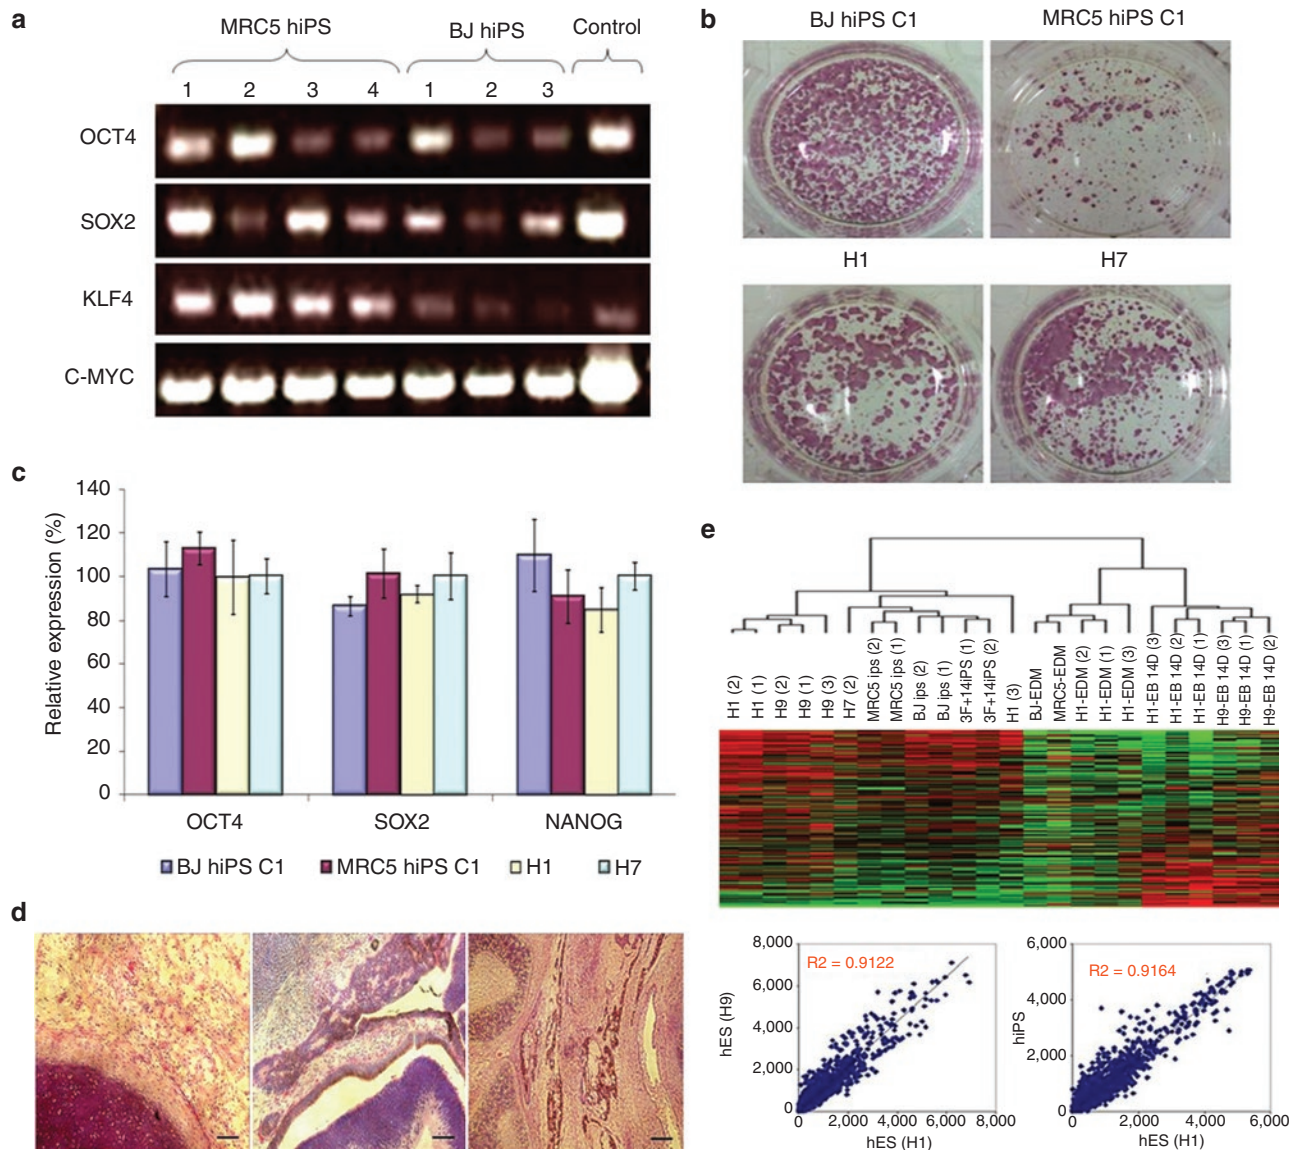 a
MRC5 hiPS
BJ hiPS
Control
1 2 3 4 1 2 3
OCT4
SOX2
KLF4
C-MYC
b
BJ hiPS C1
MRC5 hiPS C1
H1
H7
c
Relative expression (%)
140
120
100
80
60
40
20
0
OCT4
SOX2
NANOG
BJ hiPS C1
MRC5 hiPS C1
H1
H7
d
e
H1 (2)
H1 (1)
H9 (2)
H9 (1)
H9 (3)
H7 (2)
MRC5 ips (2)
MRC5 ips (1)
BJ ips (2)
BJ ips (1)
3F+14iPS (1)
3F+14iPS (2)
H1 (3)
BJ-EDM
MRC5-EDM
H1-EDM (2)
H1-EDM (1)
H1-EDM (3)
H1-EB 14D (3)
H1-EB 14D (2)
H1-EB 14D (1)
H9-EB 14D (3)
H9-EB 14D (1)
H9-EB 14D (2)
8,000
6,000
4,000
2,000
0
R2 = 0.9122
hES (H9)
0 2,000 4,000 6,000 8,000
hES (H1)
6,000
4,000
2,000
0
R2 = 0.9164
hiPS
0 2,000 4,000 6,000
hES (H1)